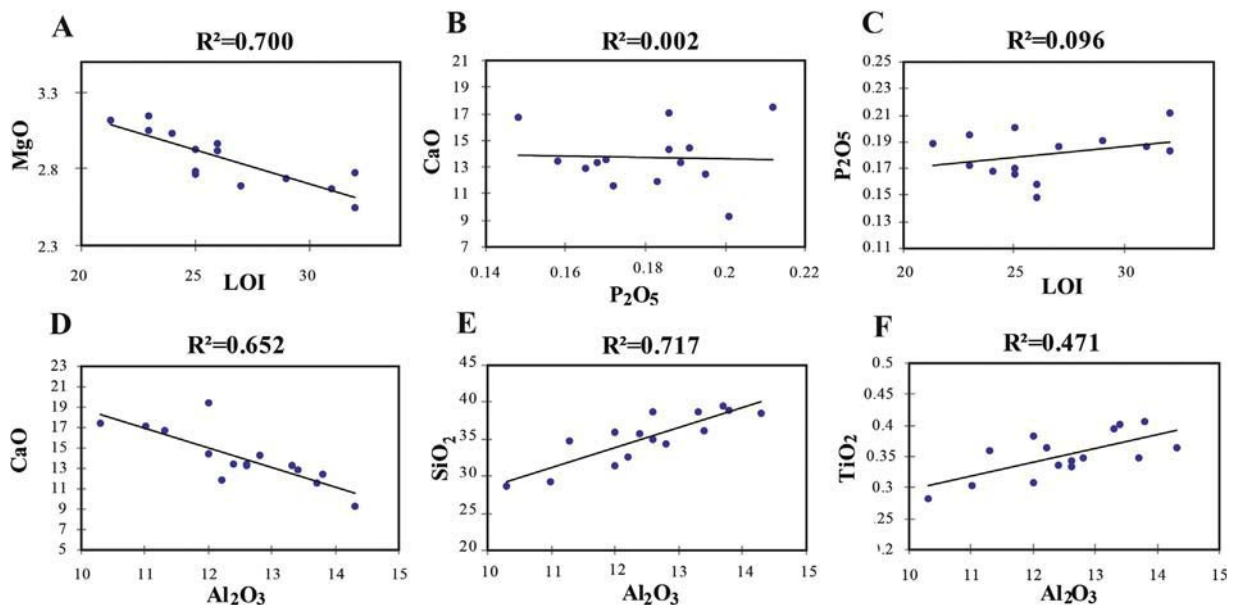 A
R²=0.700
MgO
3.3
2.8
2.3
20
25
30
LOI
B
R²=0.002
CaO
21
19
17
15
13
11
9
7
0.14
0.16
0.18
0.2
0.22
P₂O₅
C
R²=0.096
P₂O₅
0.25
0.23
0.21
0.19
0.17
0.15
0.13
0.11
20
25
30
LOI
D
R²=0.652
CaO
23
21
19
17
15
13
11
9
7
5
10
11
12
13
14
15
Al₂O₃
E
R²=0.717
SiO₂
45
40
35
30
25
20
10
11
12
13
14
15
Al₂O₃
F
R²=0.471
TiO₂
0.5
0.45
0.4
0.35
0.3
.25
.2
10
11
12
13
14
15
Al₂O₃